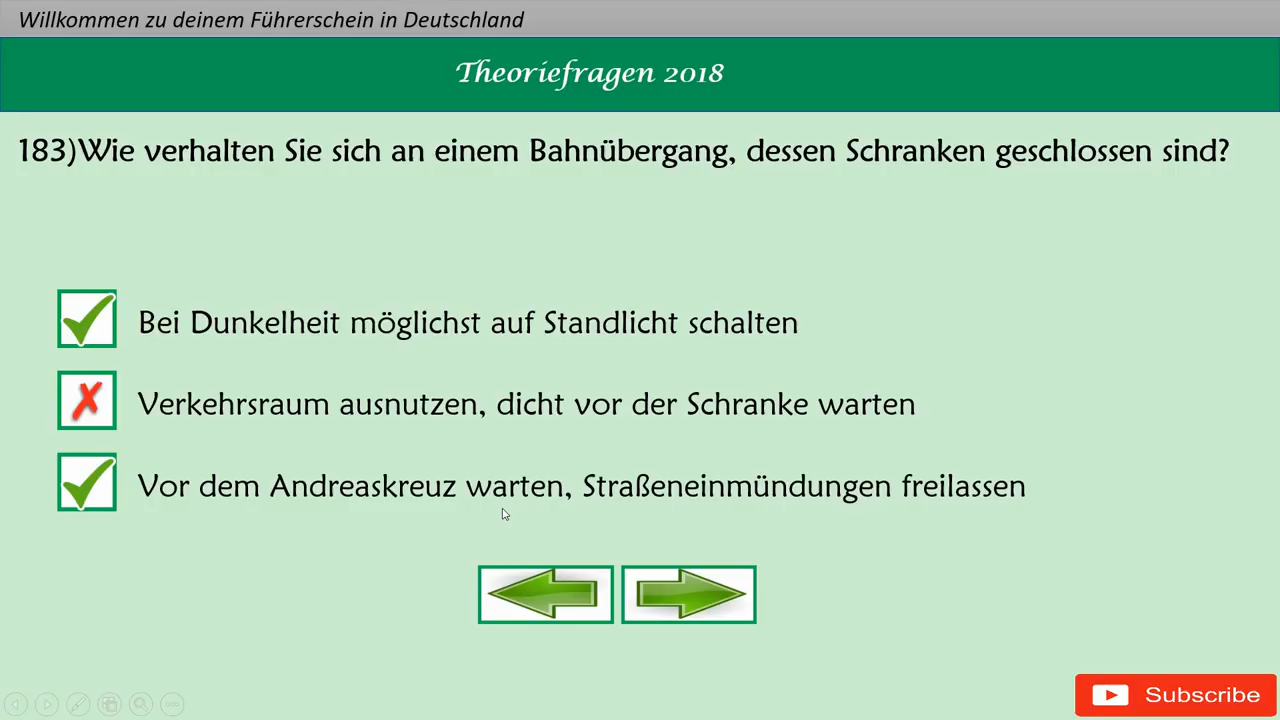 Willkommen zu deinem Führerschein in Deutschland
Theoriefragen 2018
183)Wie verhalten Sie sich an einem Bahnübergang, dessen Schranken geschlossen sind?
Bei Dunkelheit möglichst auf Standlicht schalten
Verkehrsraum ausnutzen, dicht vor der Schranke warten
Vor dem Andreaskreuz warten, Straßeneinmündungen freilassen
Subscribe